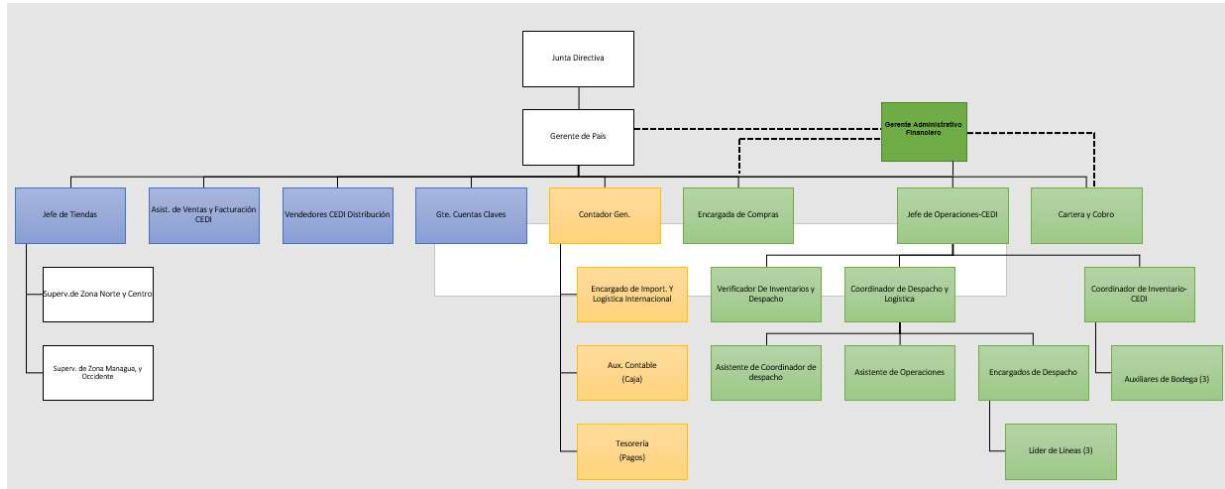 Junta Directiva
Gerente de País
Gerente Administrativo
Financiero
Jefe de Tiendas
Asist. de Ventas y Facturación
CEDI
Vendedores CEDI Distribución
Gte. Cuentas Claves
Contador Gen.
Encargada de Compras
Jefe de Operaciones-CEDI
Cartera y Cobro
Superv.de Zona Norte y Centro
Encargado de Import. Y
Logística Internacional
Verificador De Inventarios y
Despacho
Coordinador de Despacho y
Logística
Coordinador de Inventario-
CEDI
Superv. de Zona Managua, y
Occidente
Aux. Contable
(Caja)
Asistente de Coordinador de
despacho
Asistente de Operaciones
Encargados de Despacho
Auxiliares de Bodega (3)
Tesorería
(Pagos)
Lider de Líneas (3)